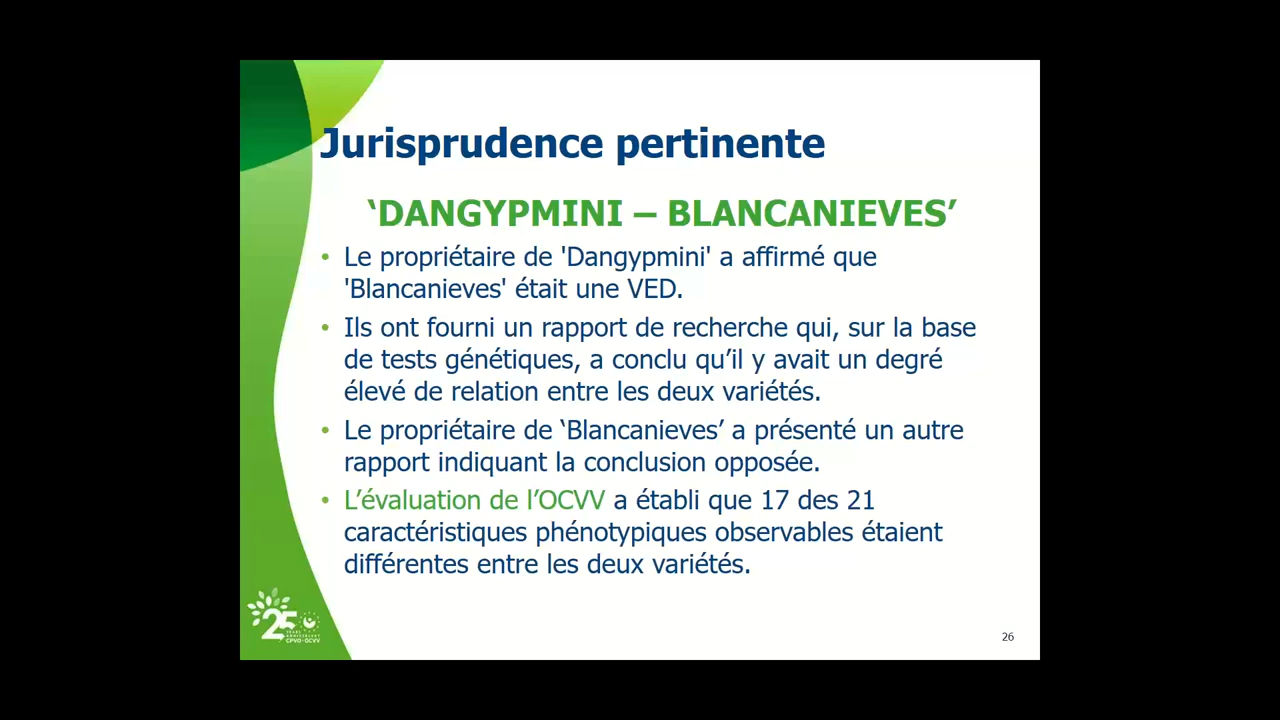 Jurisprudence pertinente
‘DANGYPMINI – BLANCANIEVES’
• Le propriétaire de 'Dangypmini' a affirmé que
'Blancanieves' était une VED.
• Ils ont fourni un rapport de recherche qui, sur la base
de tests génétiques, a conclu qu’il y avait un degré
élevé de relation entre les deux variétés.
• Le propriétaire de ‘Blancanieves’ a présenté un autre
rapport indiquant la conclusion opposée.
• L’évaluation de l’OCVV a établi que 17 des 21
caractéristiques phénotypiques observables étaient
différentes entre les deux variétés.
25
YEARS
ANNIVERSARY
CPVO-OCVV
26